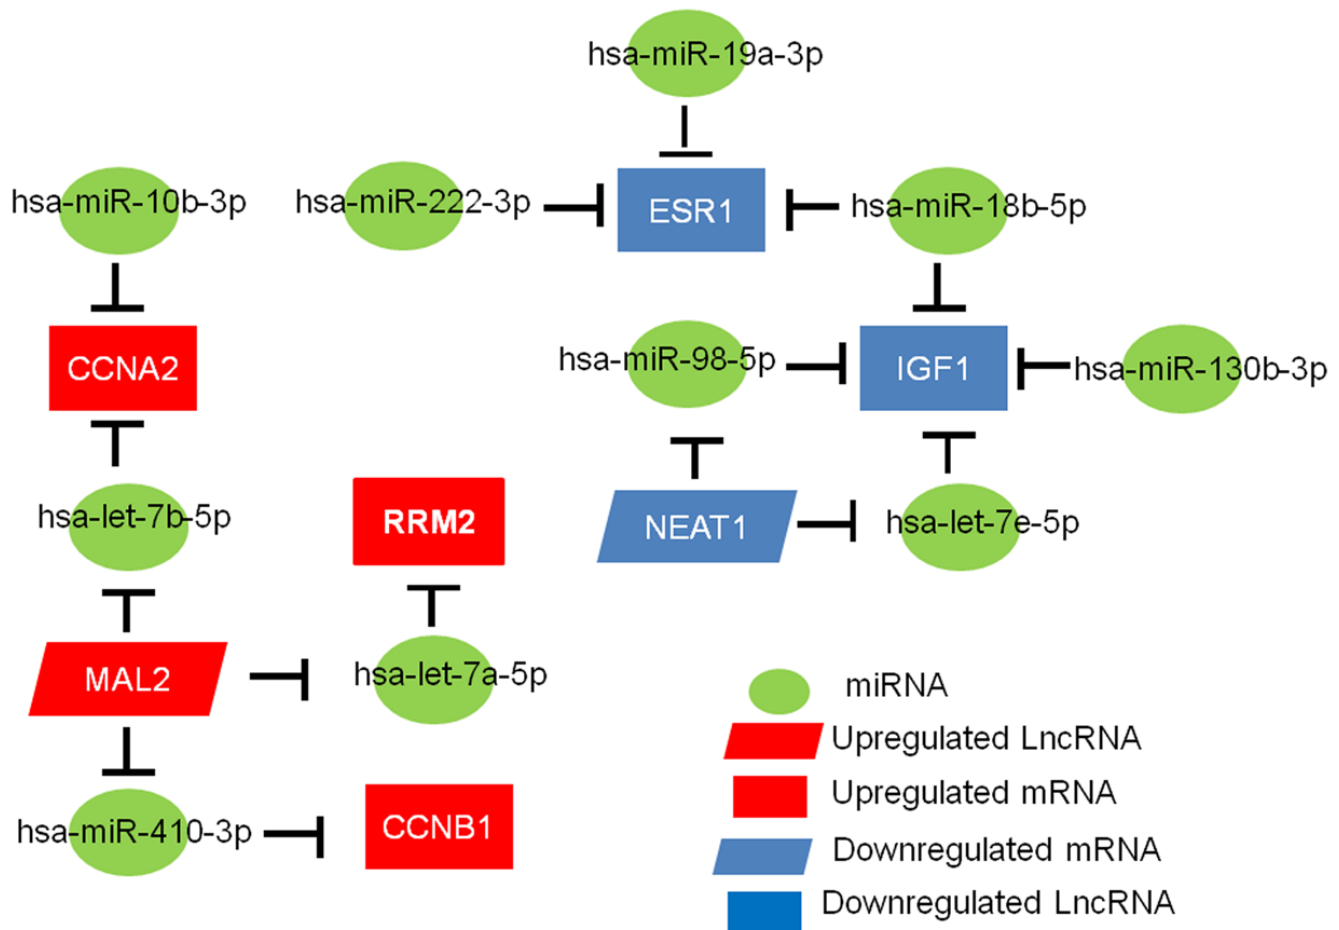 hsa-miR-19a-3p
hsa-miR-10b-3p
hsa-miR-222-3p
ESR1
hsa-miR-18b-5p
CCNA2
hsa-miR-98-5p
IGF1
hsa-miR-130b-3p
hsa-let-7b-5p
RRM2
NEAT1
hsa-let-7e-5p
MAL2
hsa-let-7a-5p
hsa-miR-410-3p
CCNB1
miRNA
Upregulated LncRNA
Upregulated mRNA
Downregulated mRNA
Downregulated LncRNA